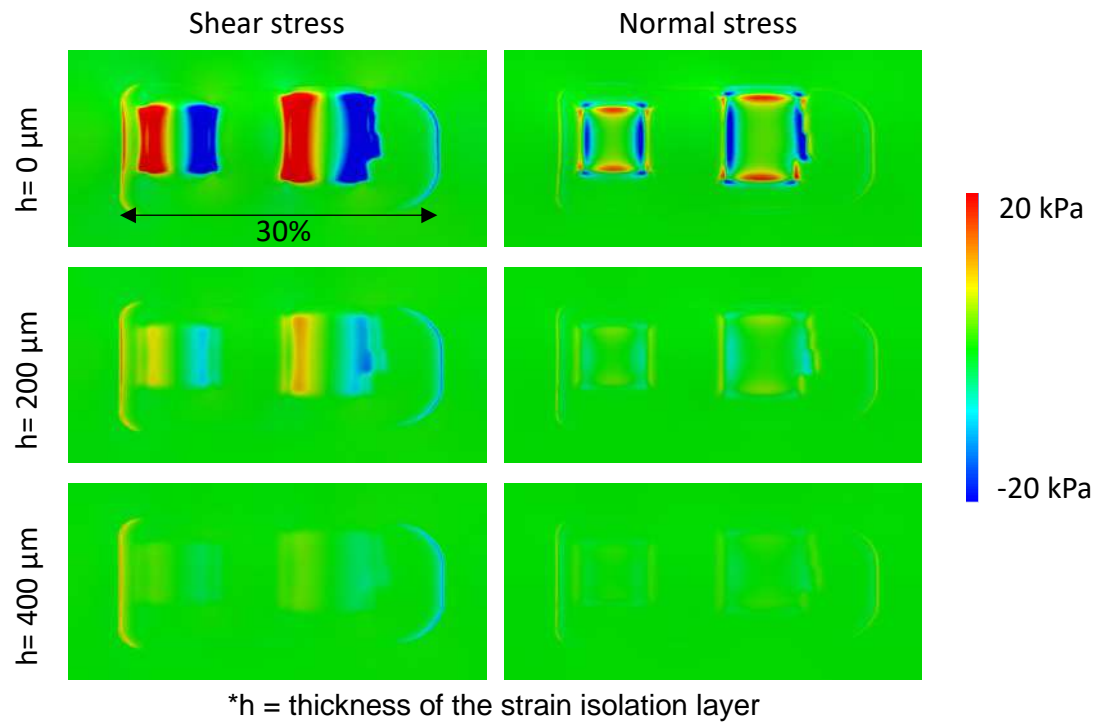 Shear stress
Normal stress
h= 0 µm
30%
20 kPa
h= 200 µm
-20 kPa
h= 400 µm
*h = thickness of the strain isolation layer